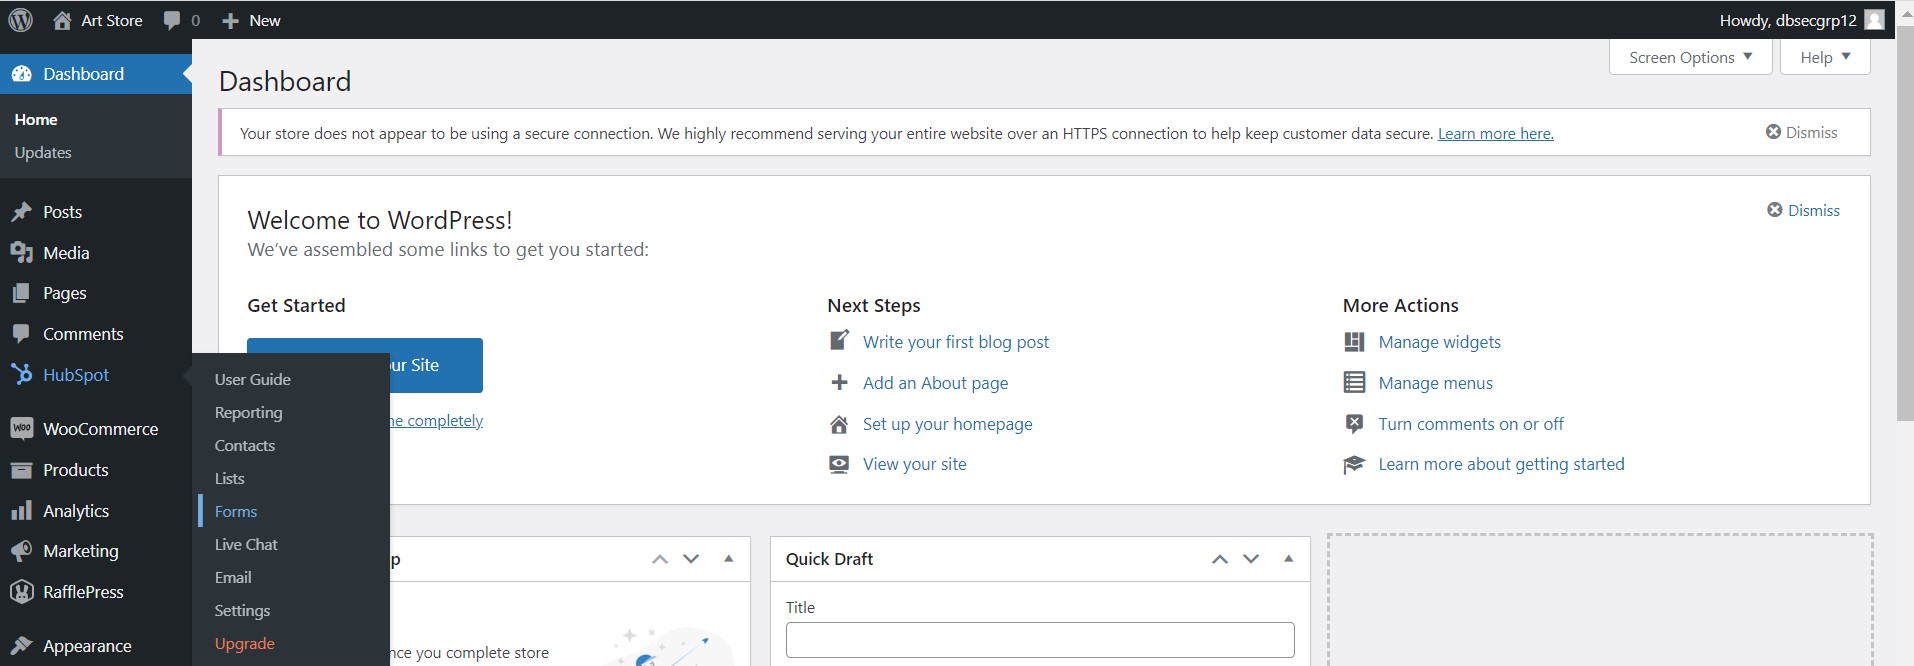 Art Store 0 New Howdy, dbsecgrp12
Dashboard
Home
Updates
Posts
Media
Pages
Comments
HubSpot
WooCommerce
Products
Analytics
Marketing
RafflePress
Appearance
User Guide
Reporting
Contacts
Lists
Forms
Live Chat
Email
Settings
Upgrade
Screen Options Help
Dashboard
Your store does not appear to be using a secure connection. We highly recommend serving your entire website over an HTTPS connection to help keep customer data secure. Learn more here. Dismiss
Welcome to WordPress! Dismiss
We've assembled some links to get you started:
Get Started
Site
completely
Next Steps
Write your first blog post
Add an About page
Set up your homepage
View your site
More Actions
Manage widgets
Manage menus
Turn comments on or off
Learn more about getting started
you complete store
Quick Draft
Title